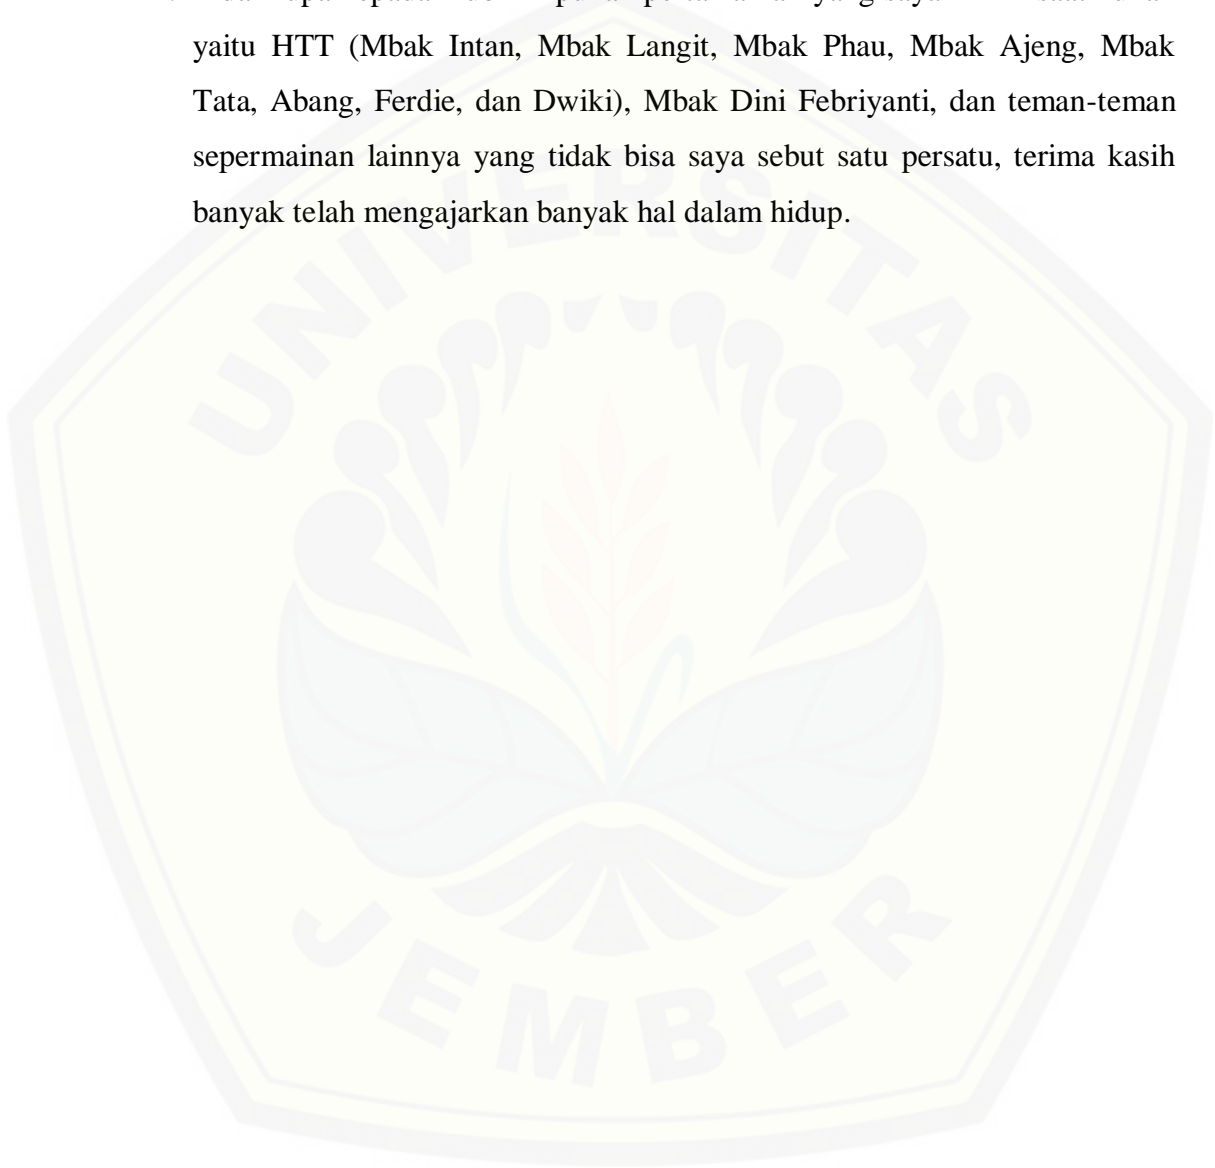 yaitu HTT (Mbak Intan, Mbak Langit, Mbak Phau, Mbak Ajeng, Mbak
Tata, Abang, Ferdie, dan Dwiki), Mbak Dini Febriyanti, dan teman-teman
sepermainan lainnya yang tidak bisa saya sebut satu persatu, terima kasih
banyak telah mengajarkan banyak hal dalam hidup.
UNIVERSITAS
JEMBER